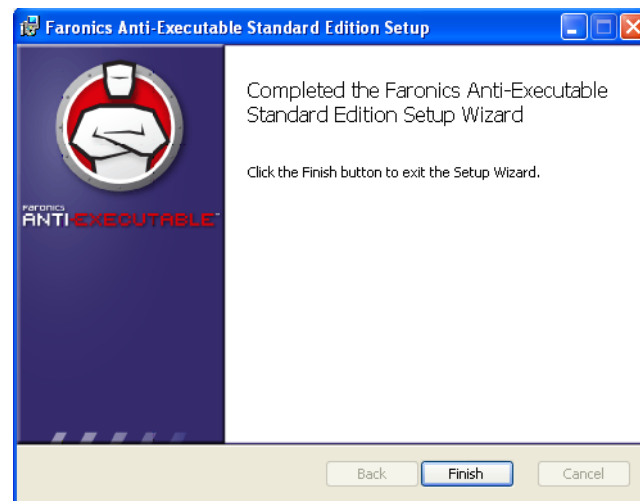 Faronics Anti-Executable Standard Edition Setup
Completed the Faronics Anti-Executable
Standard Edition Setup Wizard
Click the Finish button to exit the Setup Wizard.
FARONICS
ANTI-EXECUTABLE
Back
Finish
Cancel